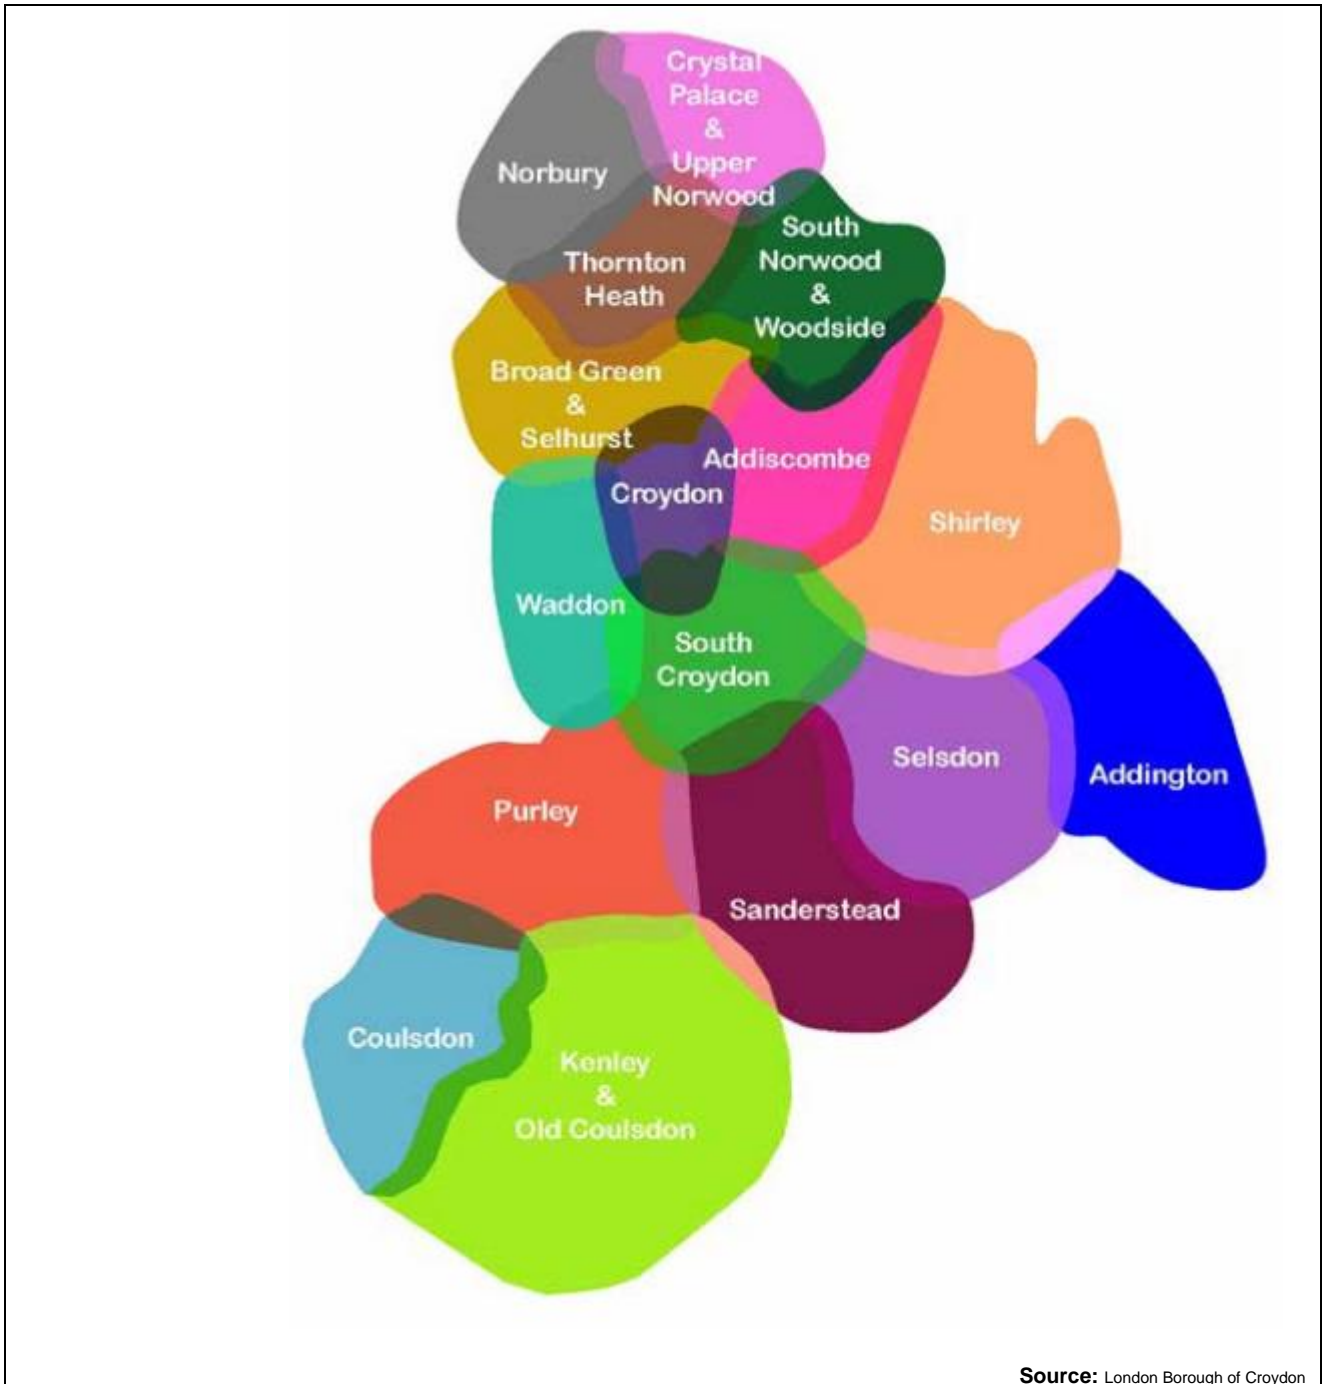 Crystal
Palace
&
Upper
Norwood
Norbury
South
Norwood
&
Woodside
Thornton
Heath
Broad Green
&
Selhurst
Addiscombe
Croydon
Shirley
Waddon
South
Croydon
Selsdon
Addington
Purley
Sanderstead
Coulsdon
Kenley
&
Old Coulsdon
Source: London Borough of Croydon